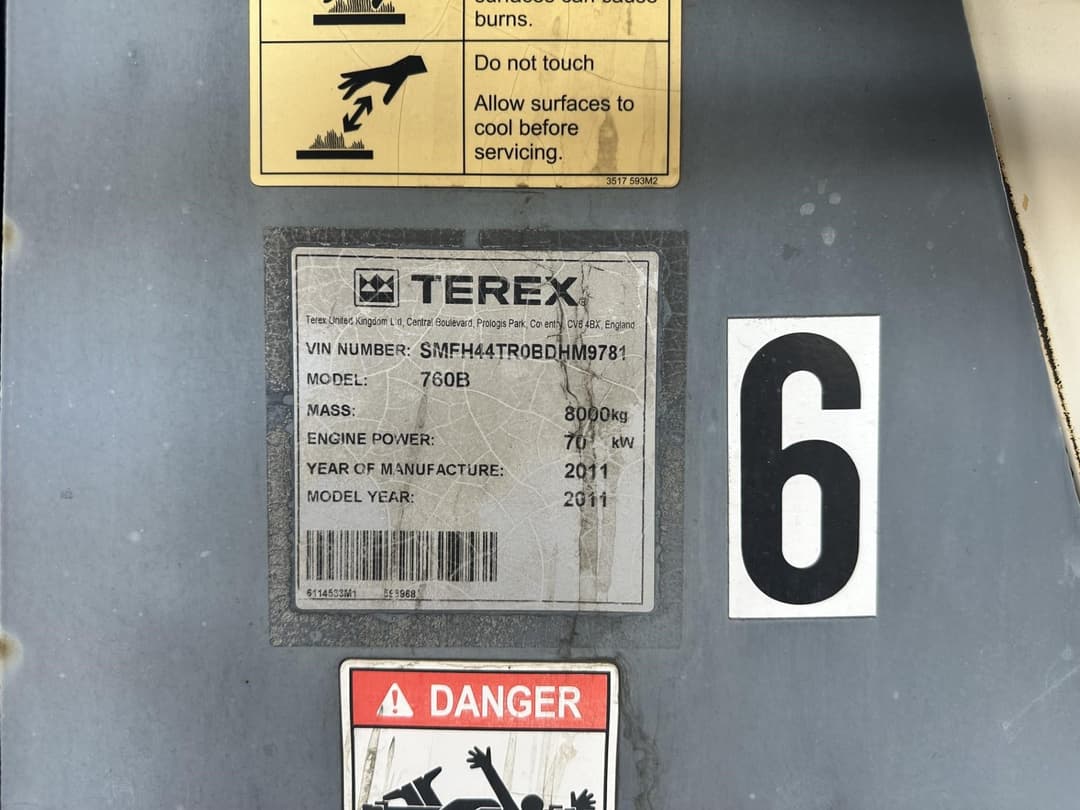 burns.
Do not touch
Allow surfaces to
cool before
servicing.
3517 593M2
TEREX
Terex United Kingdom Ltd, Central Boulevard, Prologis Park, Coventry, CV6 4BX, England
VIN NUMBER: SMFH44TR0BDHM9781
MODEL: 760B
MASS: 8000kg
ENGINE POWER: 70 kW
YEAR OF MANUFACTURE: 2011
MODEL YEAR: 2011
6114533M1
6
DANGER